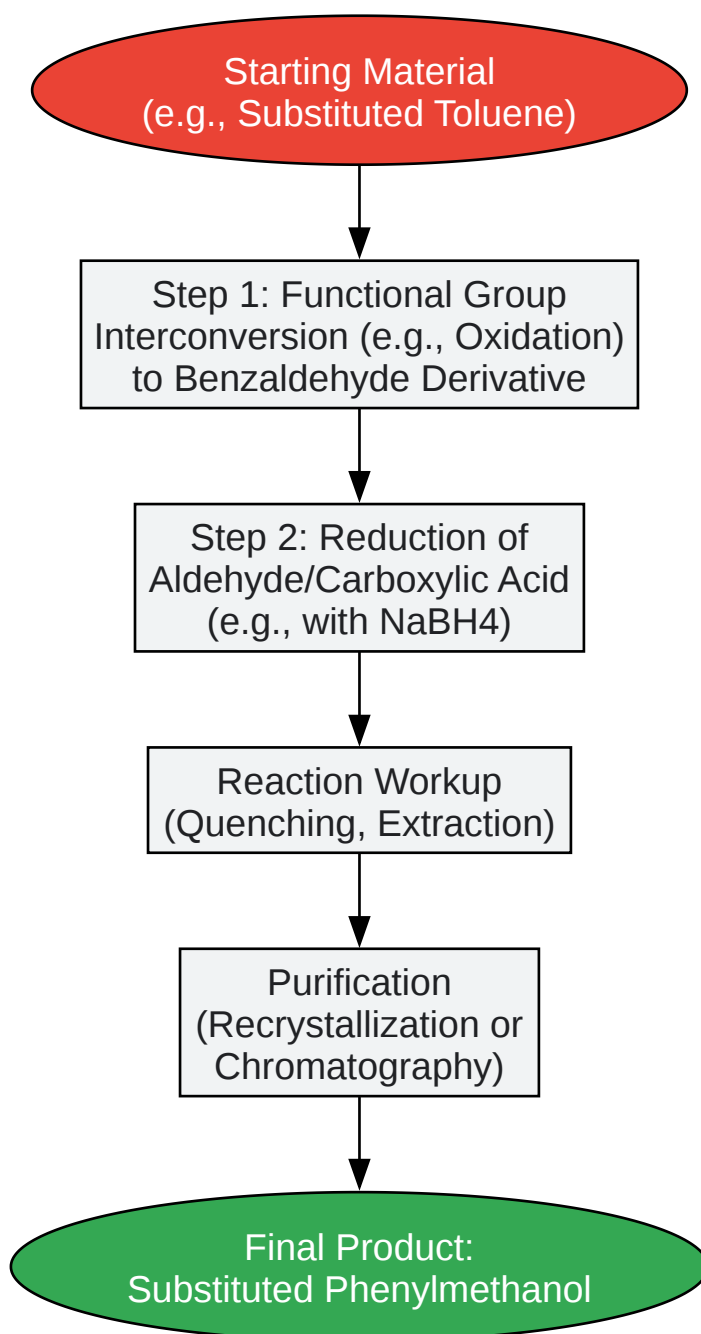 Starting Material
(e.g., Substituted Toluene)
Step 1: Functional Group
Interconversion (e.g., Oxidation)
to Benzaldehyde Derivative
Step 2: Reduction of
Aldehyde/Carboxylic Acid
(e.g., with NaBH4)
Reaction Workup
(Quenching, Extraction)
Purification
(Recrystallization or
Chromatography)
Final Product:
Substituted Phenylmethanol